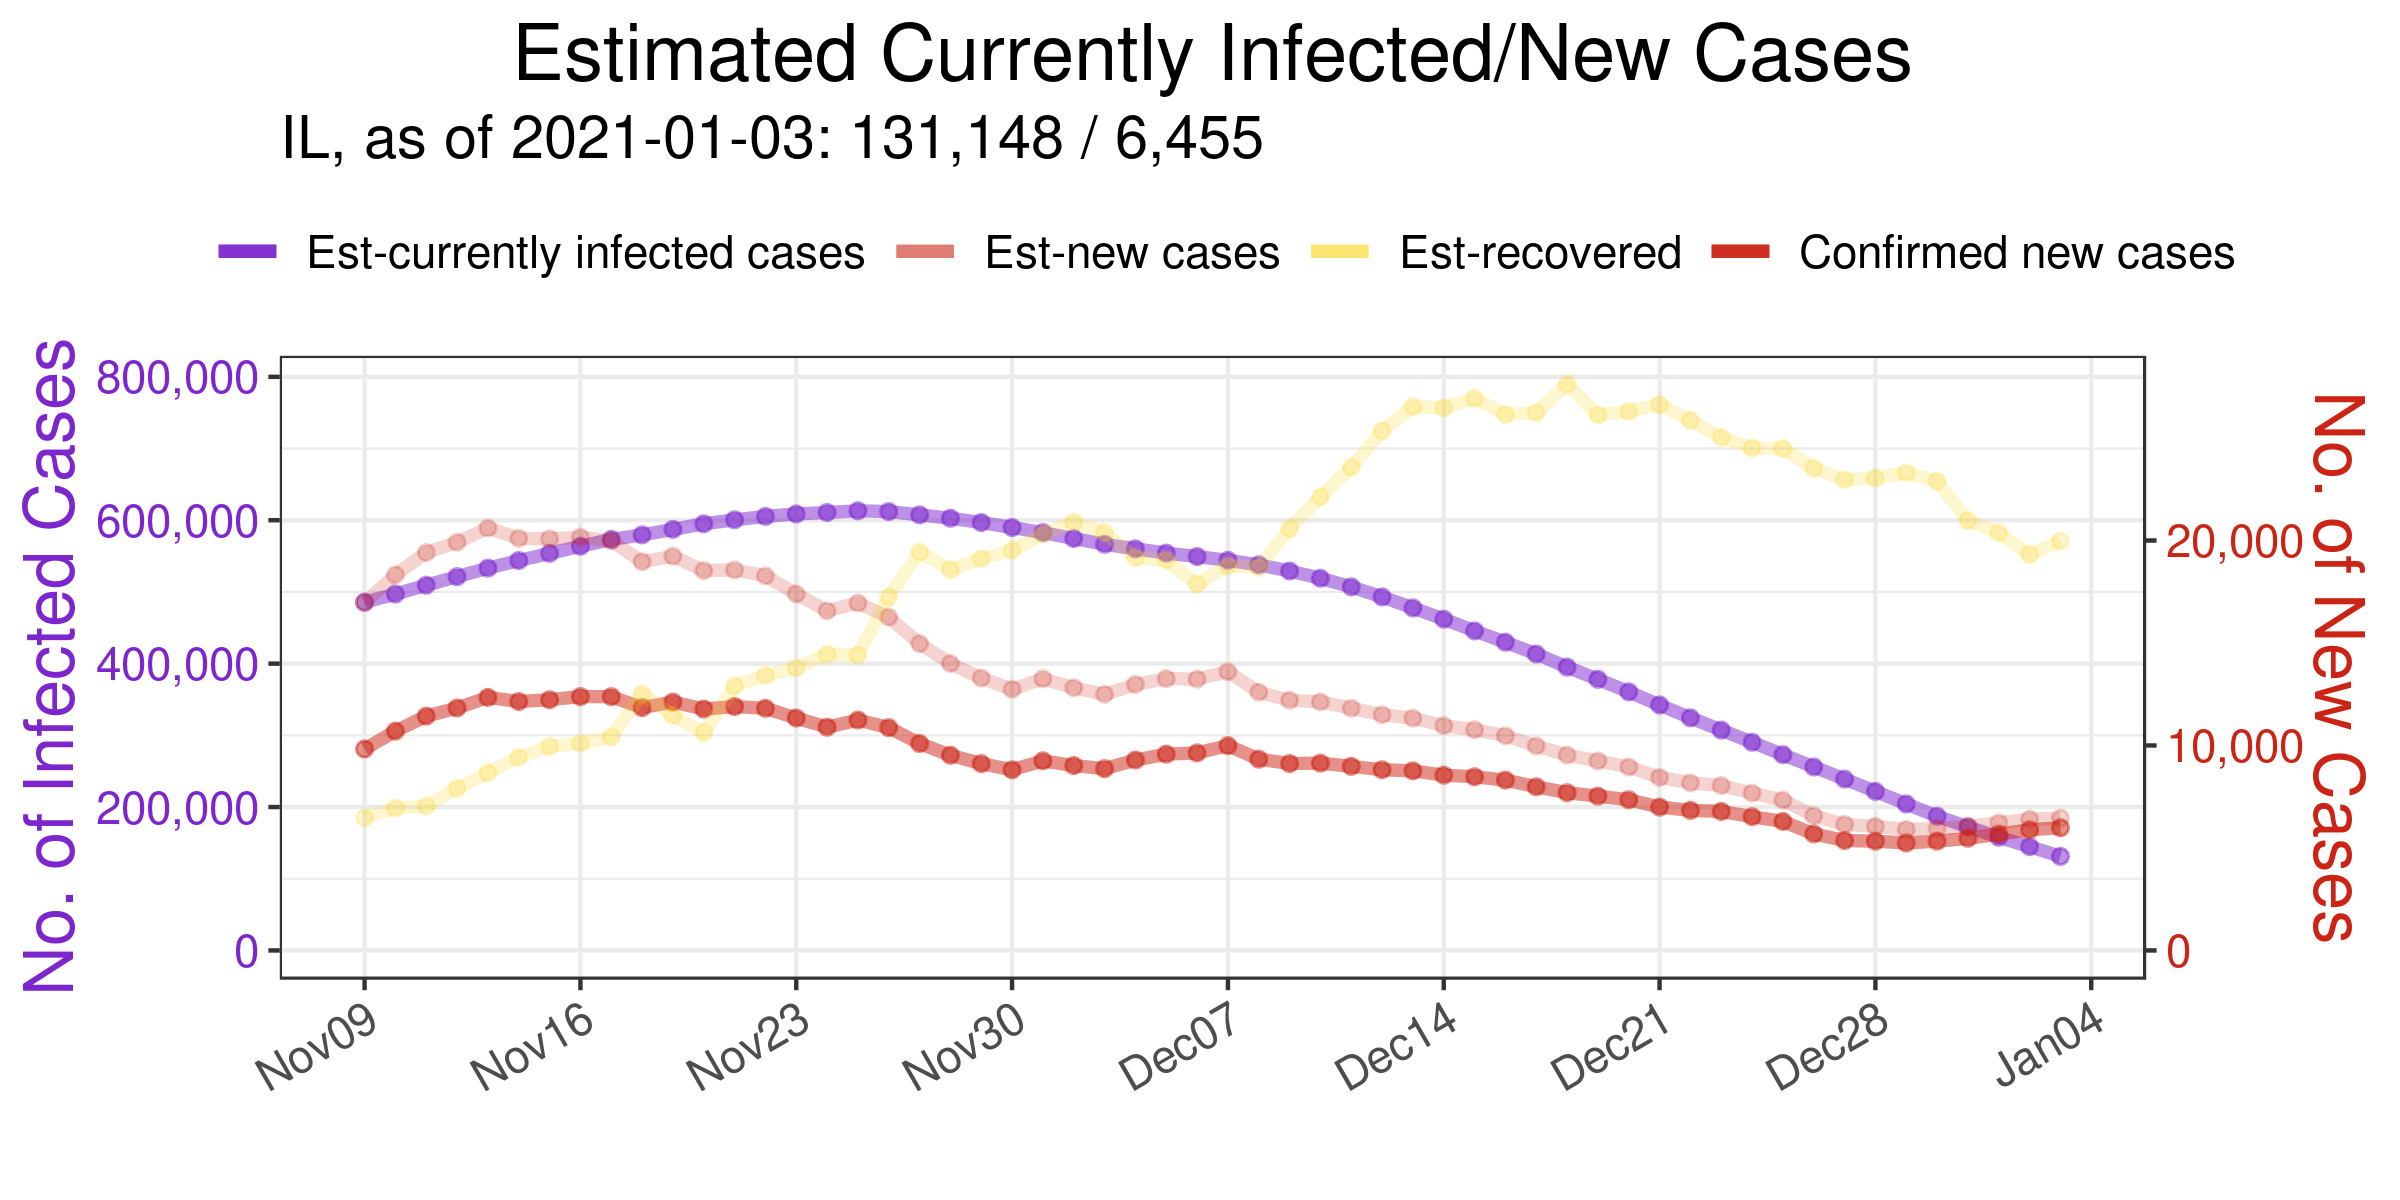 Estimated Currently Infected/New Cases
IL, as of 2021-01-03: 131,148 / 6,455
Est-currently infected cases Est-new cases Est-recovered Confirmed new cases
No. of Infected Cases
800,000
600,000
400,000
200,000
0
20,000
10,000
0
No. of New Cases
Nov09 Nov16 Nov23 Nov30 Dec07 Dec14 Dec21 Dec28 Jan04